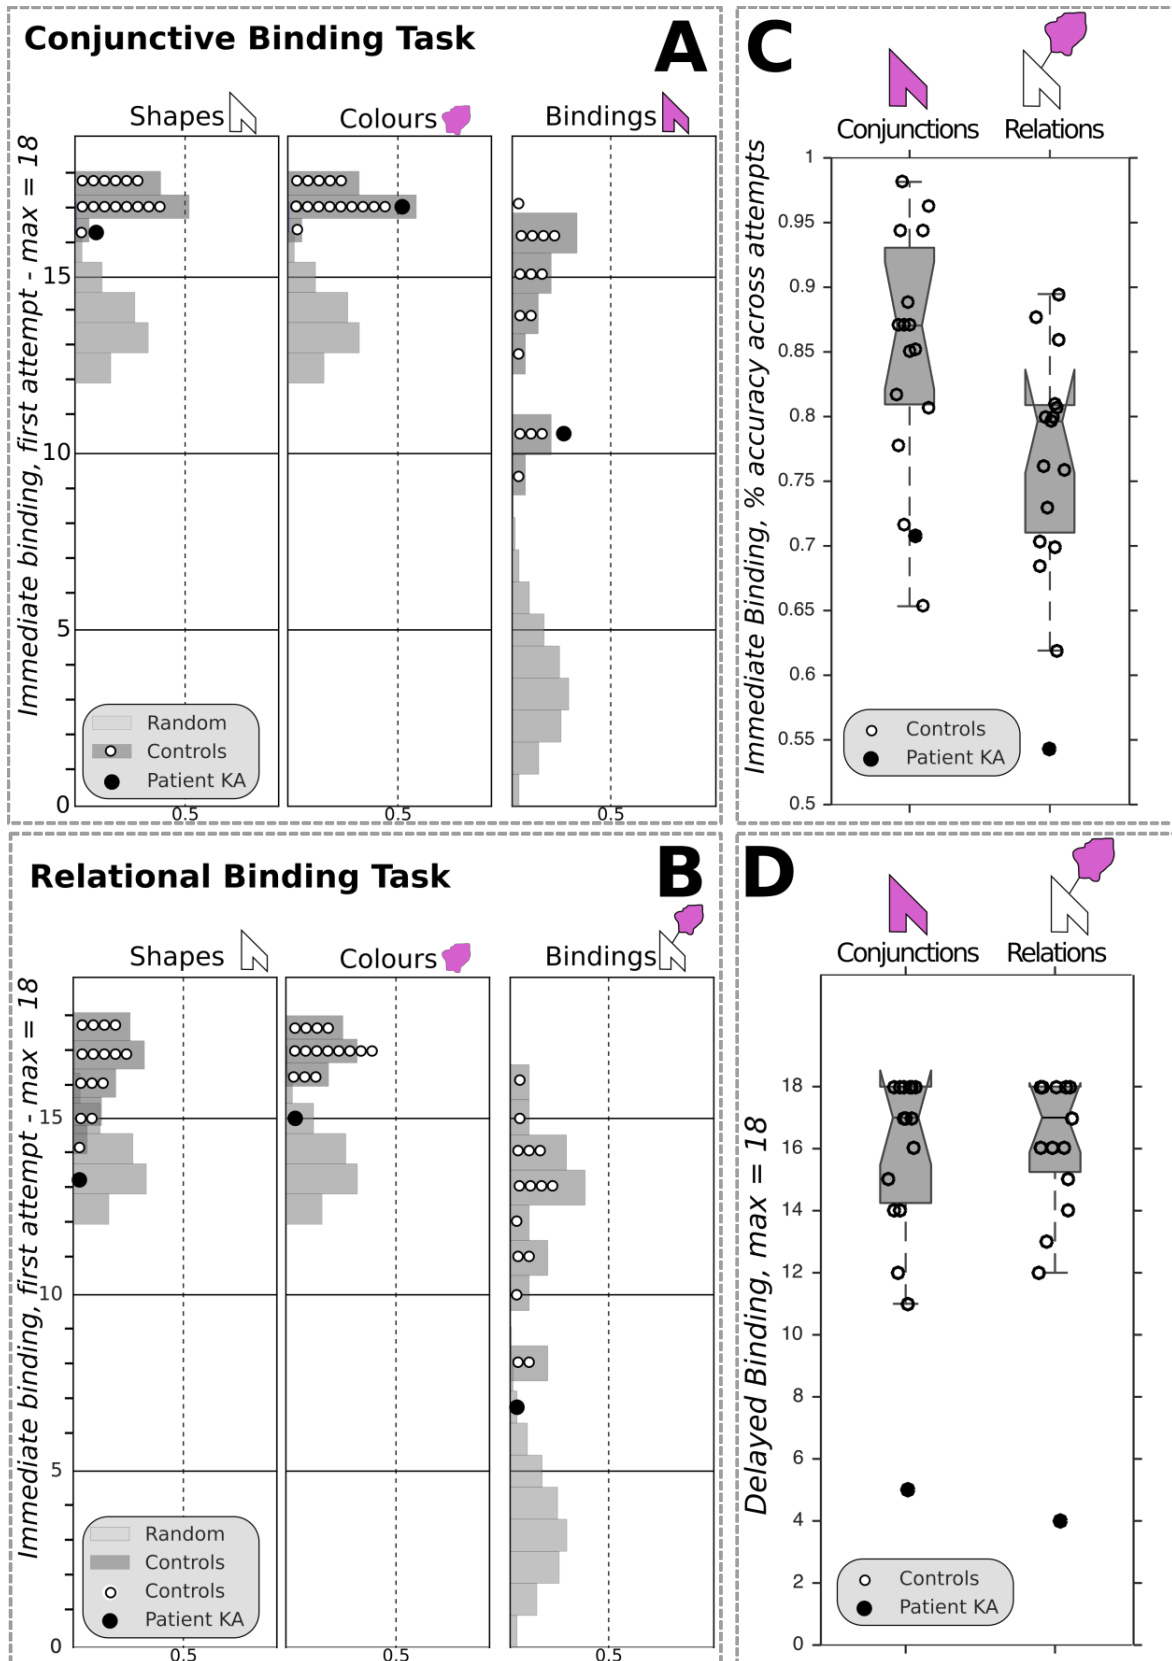 Conjunctive Binding Task
A
Shapes
Colours
Bindings
Immediate binding, first attempt - max = 18
15
10
5
0
0.5
0.5
0.5
Random
Controls
Patient KA
C
Conjunctions
Relations
Immediate Binding, % accuracy across attempts
1
0.95
0.9
0.85
0.8
0.75
0.7
0.65
0.6
0.55
0.5
Controls
Patient KA
Relational Binding Task
B
Shapes
Colours
Bindings
Immediate binding, first attempt - max = 18
15
10
5
0
0.5
0.5
0.5
Random
Controls
Controls
Patient KA
D
Conjunctions
Relations
Delayed Binding, max = 18
18
16
14
12
10
8
6
4
2
0
Controls
Patient KA